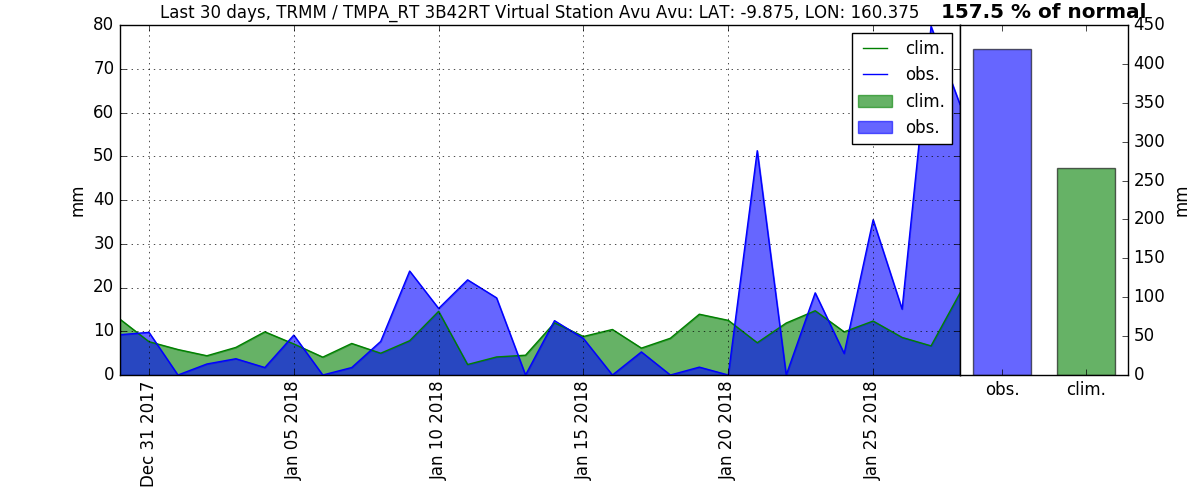 Last 30 days, TRMM / TMPA_RT 3B42RT Virtual Station Avu Avu: LAT: -9.875, LON: 160.375
157.5 % of normal
80
70
60
50
40
30
20
10
0
mm
clim.
obs.
clim.
obs.
Dec 31 2017
Jan 05 2018
Jan 10 2018
Jan 15 2018
Jan 20 2018
Jan 25 2018
450
400
350
300
250
200
150
100
50
0
mm
obs.
clim.